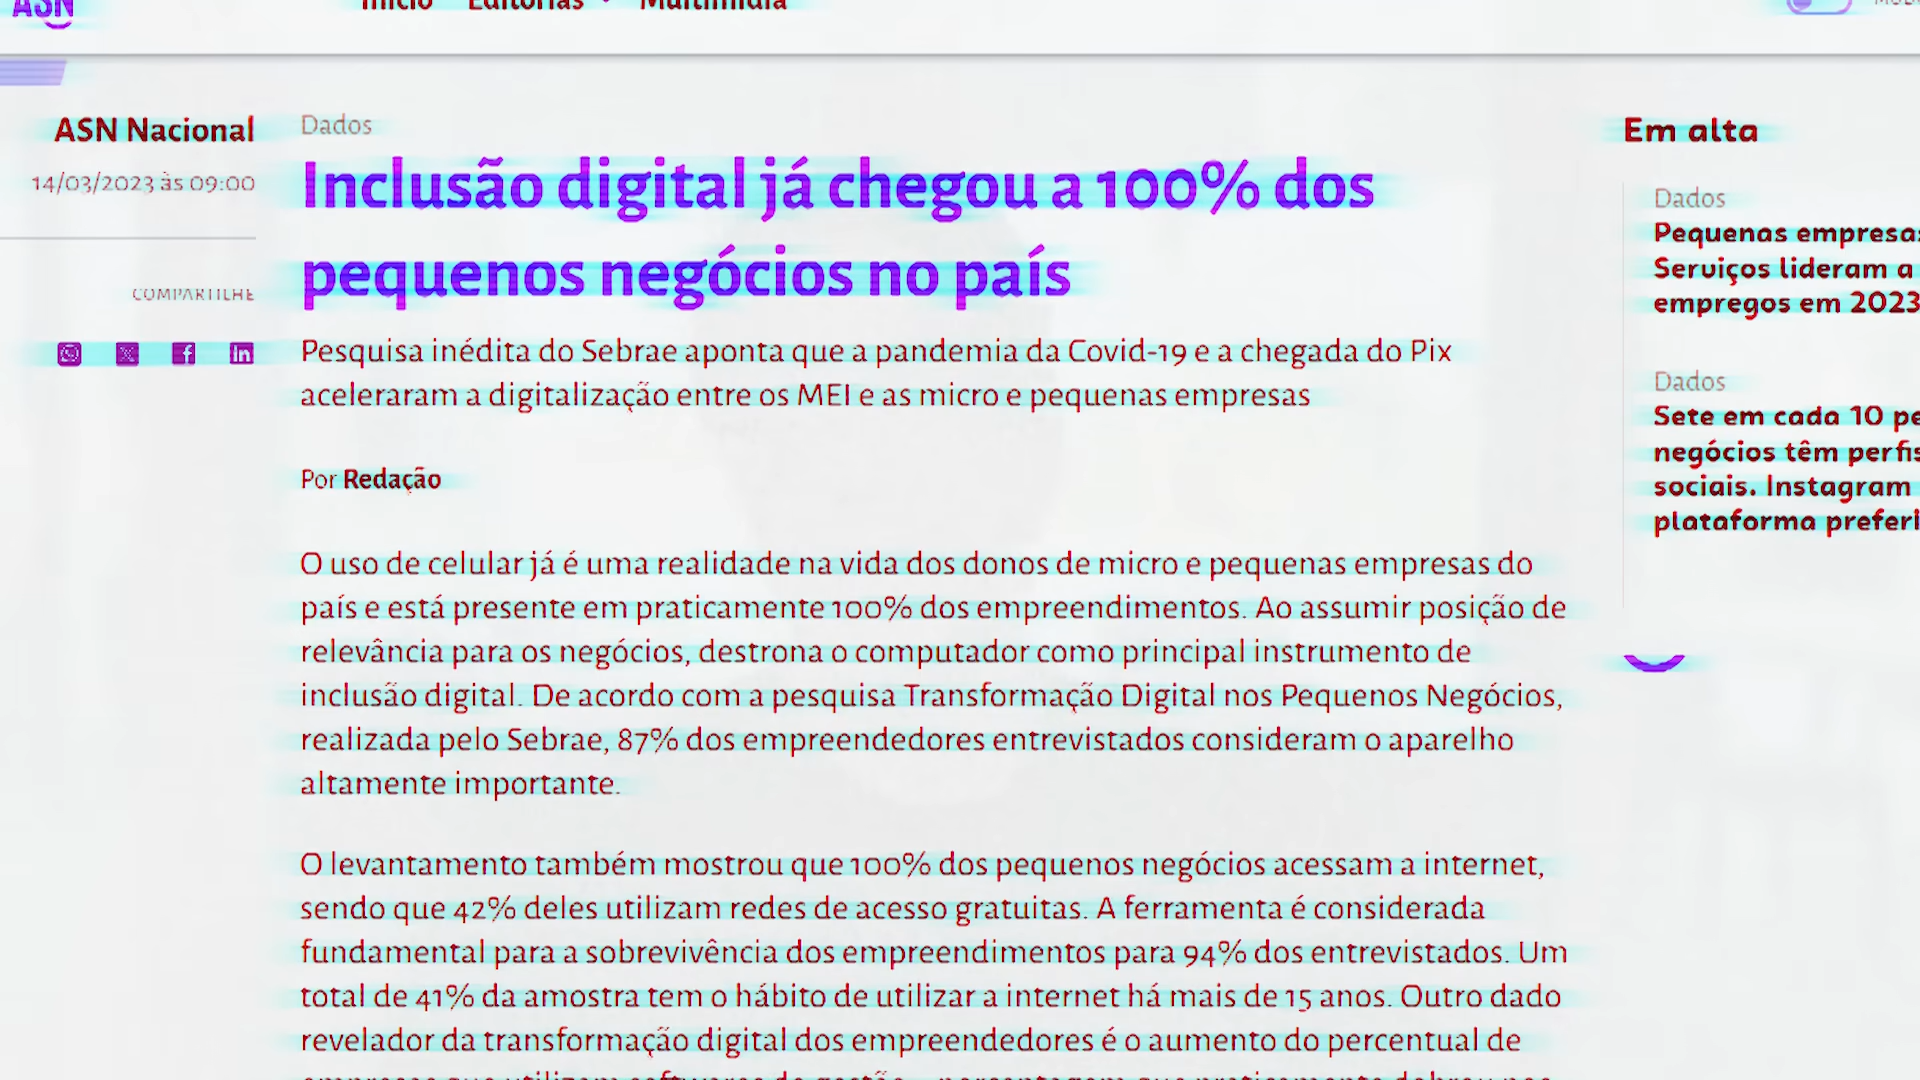 ASN
Início Editorias Multimídia
ASN Nacional
14/03/2023 às 09:00
COMPARTILHE
Dados
Inclusão digital já chegou a 100% dos
pequenos negócios no país
Pesquisa inédita do Sebrae aponta que a pandemia da Covid-19 e a chegada do Pix
aceleraram a digitalização entre os MEI e as micro e pequenas empresas
Por Redação
O uso de celular já é uma realidade na vida dos donos de micro e pequenas empresas do
país e está presente em praticamente 100% dos empreendimentos. Ao assumir posição de
relevância para os negócios, destrona o computador como principal instrumento de
inclusão digital. De acordo com a pesquisa Transformação Digital nos Pequenos Negócios,
realizada pelo Sebrae, 87% dos empreendedores entrevistados consideram o aparelho
altamente importante.
O levantamento também mostrou que 100% dos pequenos negócios acessam a internet,
sendo que 42% deles utilizam redes de acesso gratuitas. A ferramenta é considerada
fundamental para a sobrevivência dos empreendimentos para 94% dos entrevistados. Um
total de 41% da amostra tem o hábito de utilizar a internet há mais de 15 anos. Outro dado
revelador da transformação digital dos empreendedores é o aumento do percentual de
Em alta
Dados
Pequenas empresas
Serviços lideram a
empregos em 2023
Dados
Sete em cada 10 pe
negócios têm perfis
sociais. Instagram
plataforma preferi